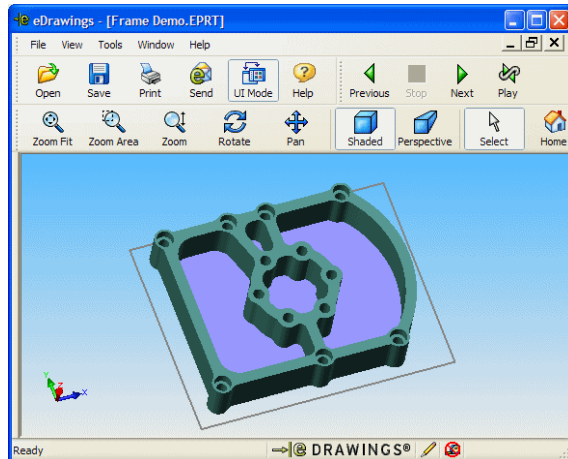 eDrawings - [Frame Demo.EPRT]
File View Tools Window Help
Open Save Print Send UI Mode Help Previous Stop Next Play
Zoom Fit Zoom Area Zoom Rotate Pan Shaded Perspective Select Home
Y Z X
Ready e DRAWINGS®